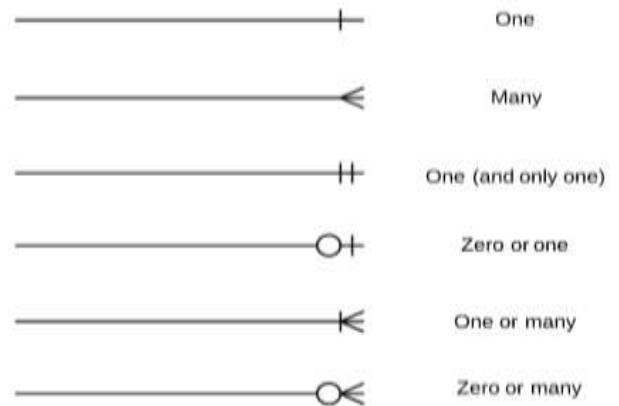 One
Many
One (and only one)
Zero or one
One or many
Zero or many